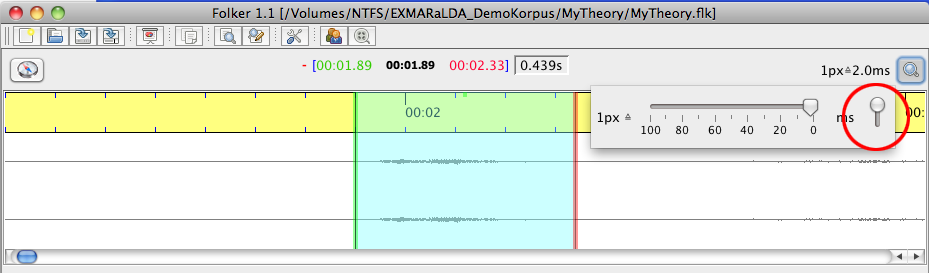 Folker 1.1 [/Volumes/NTFS/EXMARaLDA_DemoKorpus/MyTheory/MyTheory.flk]
- [00:01.89 00:01.89 00:02.33] 0.439s
1px≙2.0ms
00:02
00:
1px ≙ ms
100 80 60 40 20 0